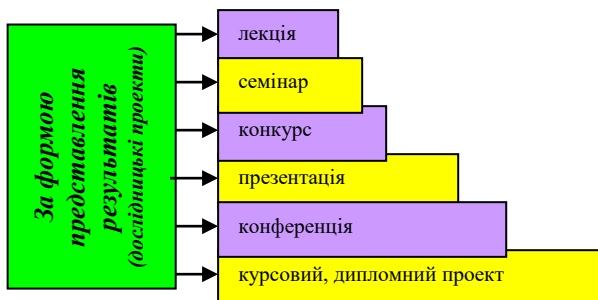 За формою
представлення
результатів
(дослідницькі проекти)
лекція
семінар
конкурс
презентація
конференція
курсовий, дипломний проект